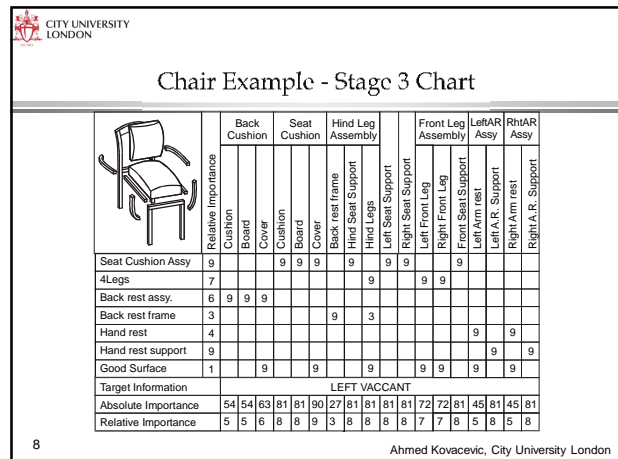 CITY UNIVERSITY
LONDON
Chair Example - Stage 3 Chart
Back Cushion
Seat Cushion
Hind Leg Assembly
Front Leg Assembly
LeftAR Assy
RhtAR Assy
Relative Importance
Cushion
Board
Cover
Cushion
Board
Cover
Back rest frame
Hind Seat Support
Hind Legs
Left Seat Support
Right Seat Support
Left Front Leg
Right Front Leg
Front Seat Support
Left Arm rest
Left A.R. Support
Right Arm rest
Right A.R. Support
Seat Cushion Assy 9 9 9 9 9 9 9 9
4Legs 7 9 9 9
Back rest assy. 6 9 9 9
Back rest frame 3 9 3
Hand rest 4 9 9
Hand rest support 9 9 9
Good Surface 1 9 9 9 9 9 9 9
Target Information LEFT VACCANT
Absolute Importance 54 54 63 81 81 90 27 81 81 81 81 72 72 81 45 81 45 81
Relative Importance 5 5 6 8 8 9 3 8 8 8 8 7 7 8 5 8 5 8
8
Ahmed Kovacevic, City University London